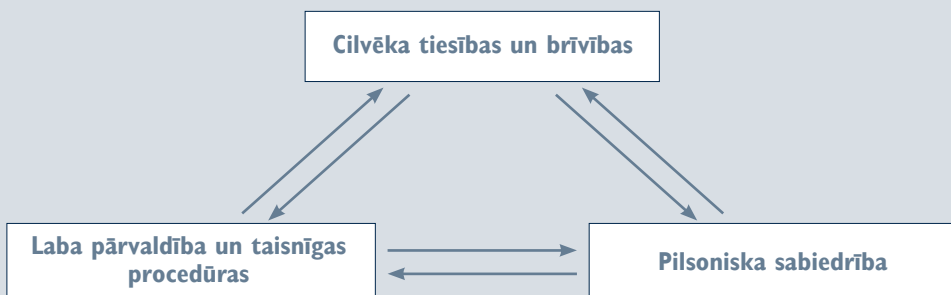 Cilvēka tiesības un brīvības
Laba pārvaldība un taisnīgas
procedūras
Pilsoniska sabiedrība